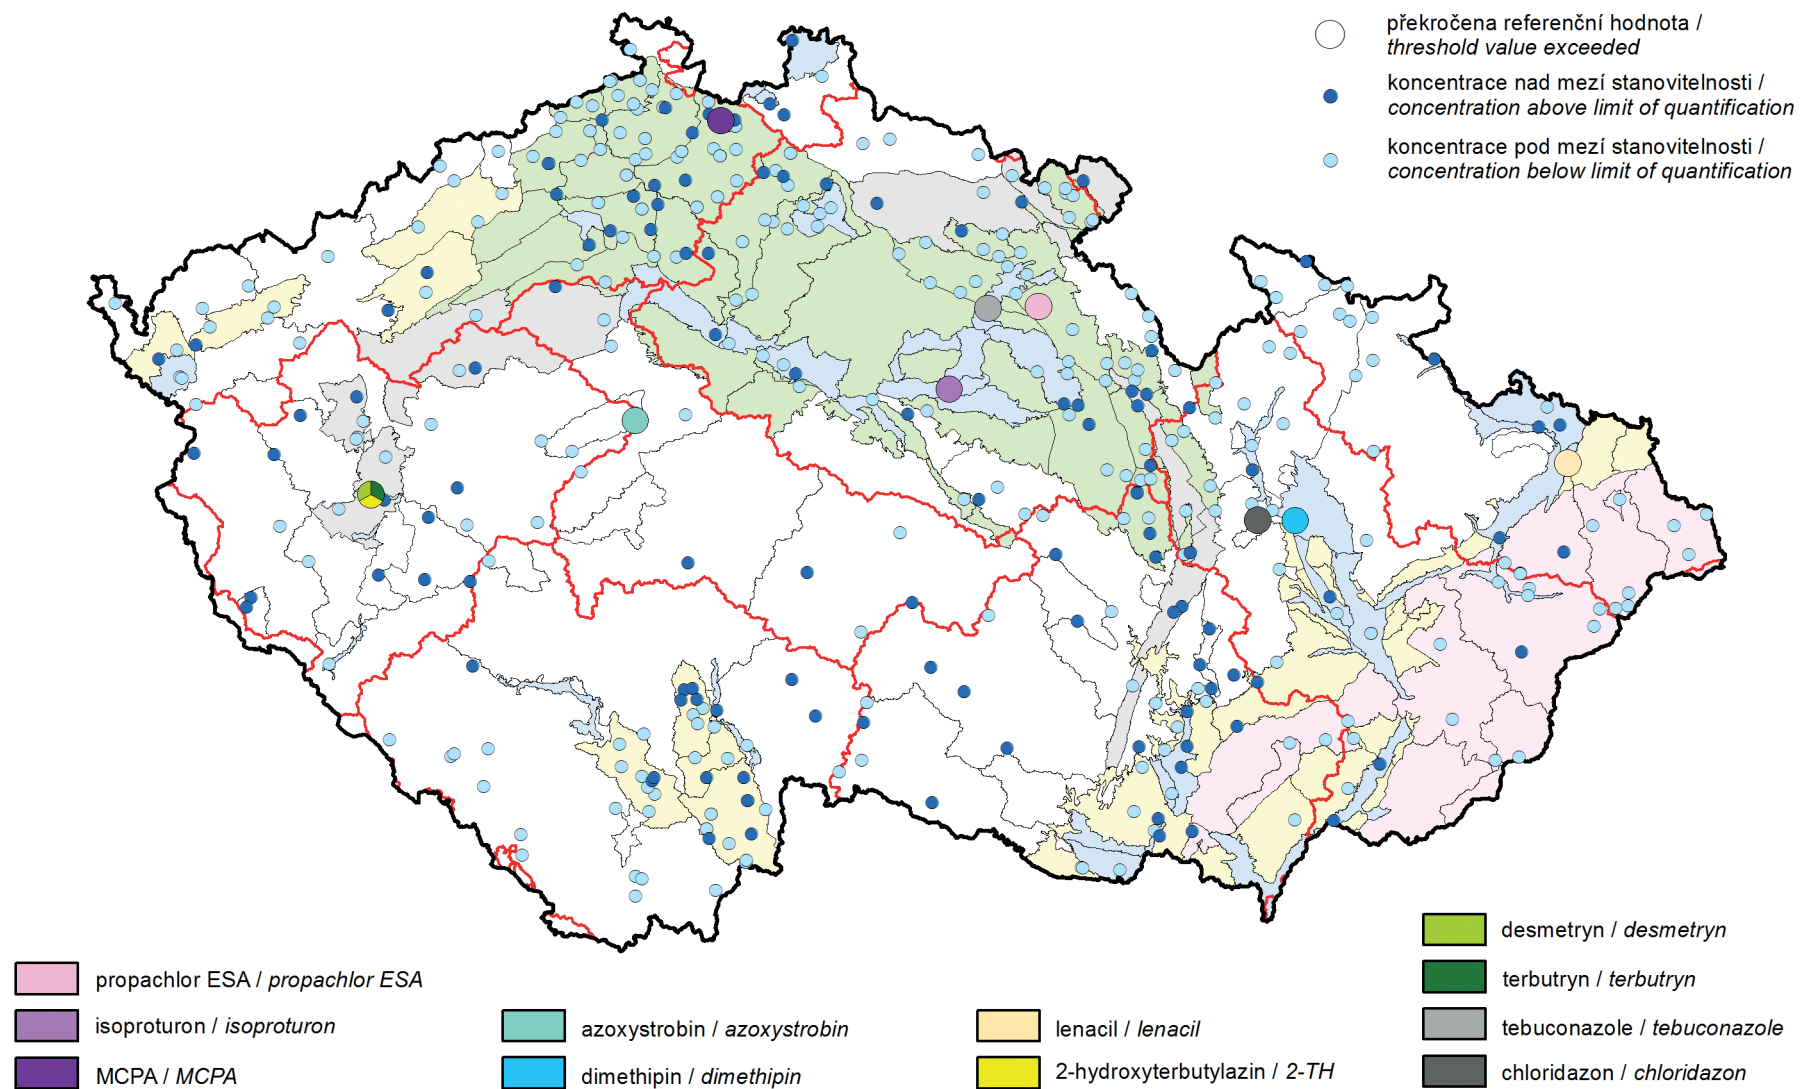 překročena referenční hodnota /
threshold value exceeded
koncentrace nad mezí stanovitelnosti /
concentration above limit of quantification
koncentrace pod mezí stanovitelnosti /
concentration below limit of quantification
propachlor ESA / propachlor ESA
isoproturon / isoproturon
MCPA / MCPA
azoxystrobin / azoxystrobin
dimethipin / dimethipin
lenacil / lenacil
2-hydroxyterbutylazin / 2-TH
desmetryn / desmetryn
terbutryn / terbutryn
tebuconazole / tebuconazole
chloridazon / chloridazon